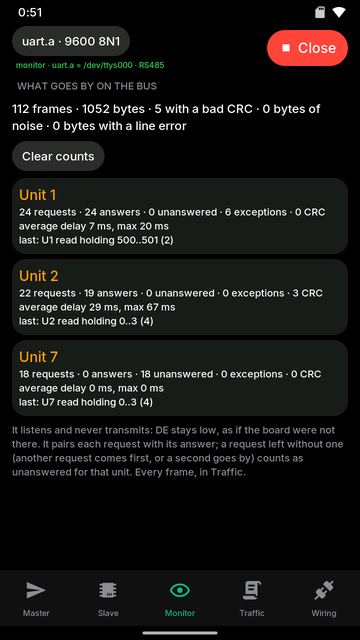 0:51
uart.a · 9600 8N1
Close
monitor · uart.a = /dev/ttys000 · RS485
WHAT GOES BY ON THE BUS
112 frames · 1052 bytes · 5 with a bad CRC · 0 bytes of
noise · 0 bytes with a line error
Clear counts
Unit 1
24 requests · 24 answers · 0 unanswered · 6 exceptions · 0 CRC
average delay 7 ms, max 20 ms
last: U1 read holding 500..501 (2)
Unit 2
22 requests · 19 answers · 0 unanswered · 0 exceptions · 3 CRC
average delay 29 ms, max 67 ms
last: U2 read holding 0..3 (4)
Unit 7
18 requests · 0 answers · 18 unanswered · 0 exceptions · 0 CRC
average delay 0 ms, max 0 ms
last: U7 read holding 0..3 (4)
It listens and never transmits: DE stays low, as if the board were not
there. It pairs each request with its answer; a request left without one
(another request comes first, or a second goes by) counts as
unanswered for that unit. Every frame, in Traffic.
Master
Slave
Monitor
Traffic
Wiring